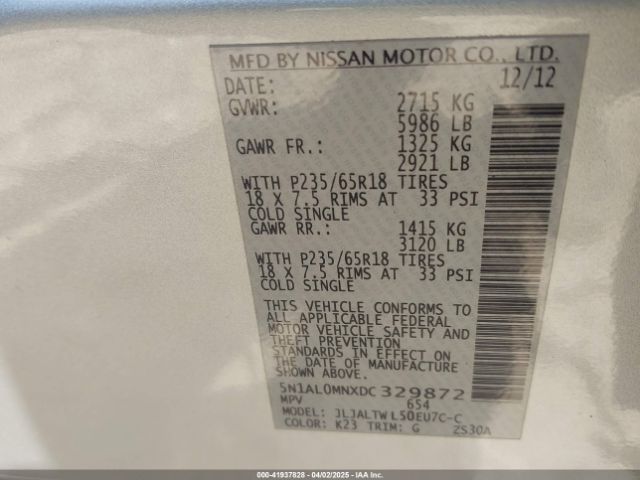 MFD BY NISSAN MOTOR CO., LTD.
DATE: 12/12
GVWR: 2715 KG
5986 LB
GAWR FR.: 1325 KG
2921 LB
WITH P235/65R18 TIRES
18 X 7.5 RIMS AT 33 PSI
COLD SINGLE
GAWR RR.: 1415 KG
3120 LB
WITH P235/65R18 TIRES
18 X 7.5 RIMS AT 33 PSI
COLD SINGLE
THIS VEHICLE CONFORMS TO
ALL APPLICABLE FEDERAL
MOTOR VEHICLE SAFETY AND
THEFT PREVENTION
STANDARDS IN EFFECT ON
THE DATE OF MANUFACTURE
SHOWN ABOVE.
5N1AL0MNXDC329872
MPV 654
MODEL: JLJALTWL50EU7C-C
COLOR: K23 TRIM: G ZS30A
000-41937828 - 04/02/2025 - COPYRIGHT IAA, LLC.